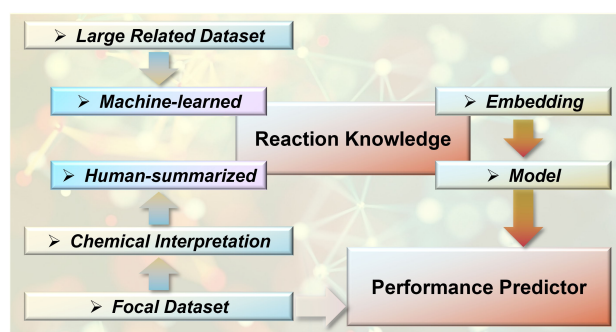 ➢ Large Related Dataset
➢ Machine-learned
➢ Embedding
Reaction Knowledge
➢ Human-summarized
➢ Model
➢ Chemical Interpretation
Performance Predictor
➢ Focal Dataset